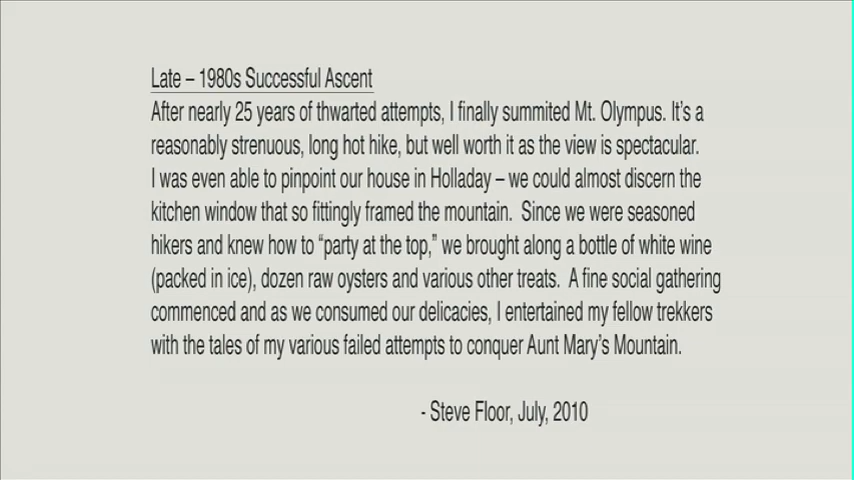 Late – 1980s Successful Ascent
After nearly 25 years of thwarted attempts, I finally summited Mt. Olympus. It’s a
reasonably strenuous, long hot hike, but well worth it as the view is spectacular.
I was even able to pinpoint our house in Holladay – we could almost discern the
kitchen window that so fittingly framed the mountain.  Since we were seasoned
hikers and knew how to “party at the top,” we brought along a bottle of white wine
(packed in ice), dozen raw oysters and various other treats.  A fine social gathering
commenced and as we consumed our delicacies, I entertained my fellow trekkers
with the tales of my various failed attempts to conquer Aunt Mary’s Mountain.
- Steve Floor, July, 2010